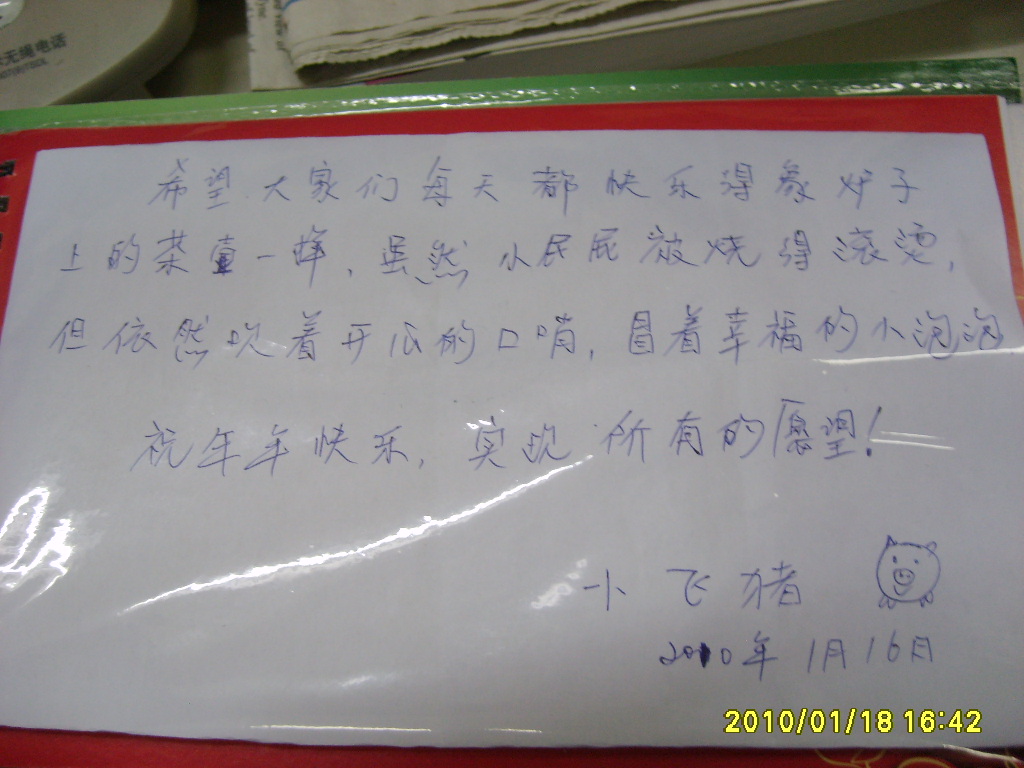 无绳电话
希望大家们每天都快乐得象炉子
上的茶壶一样,虽然小屁屁被烧得滚烫,
但依然吹着开心的口哨,冒着幸福的小泡泡
祝年年快乐,实现所有的愿望!
小飞猪
2010年1月16日
2010/01/18 16:42